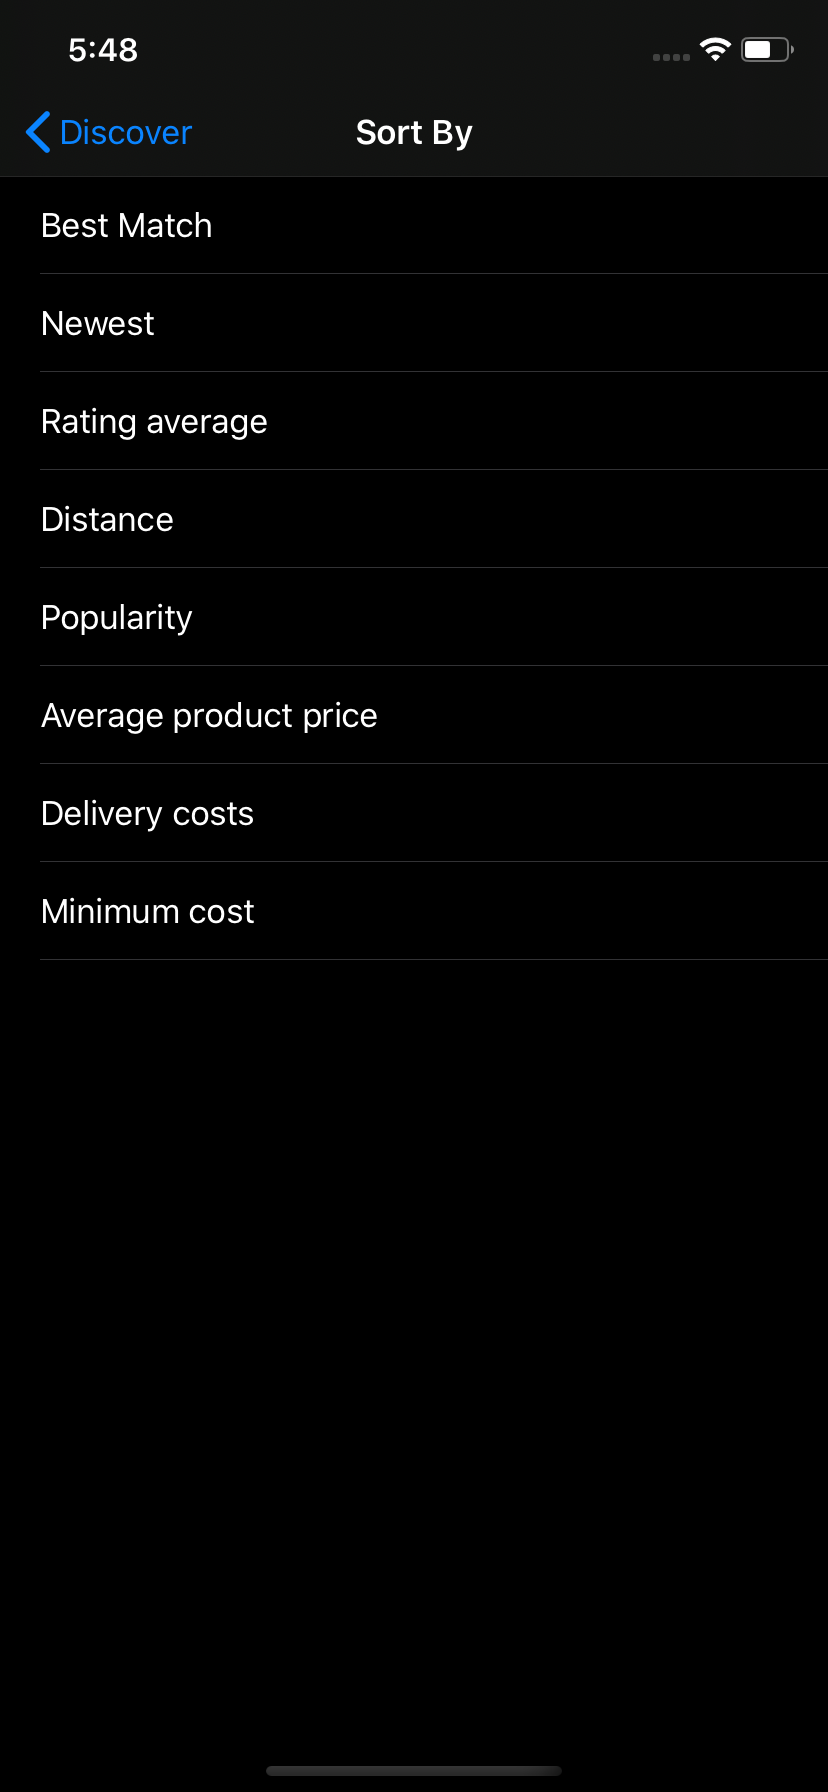 5:48
Discover
Sort By
Best Match
Newest
Rating average
Distance
Popularity
Average product price
Delivery costs
Minimum cost